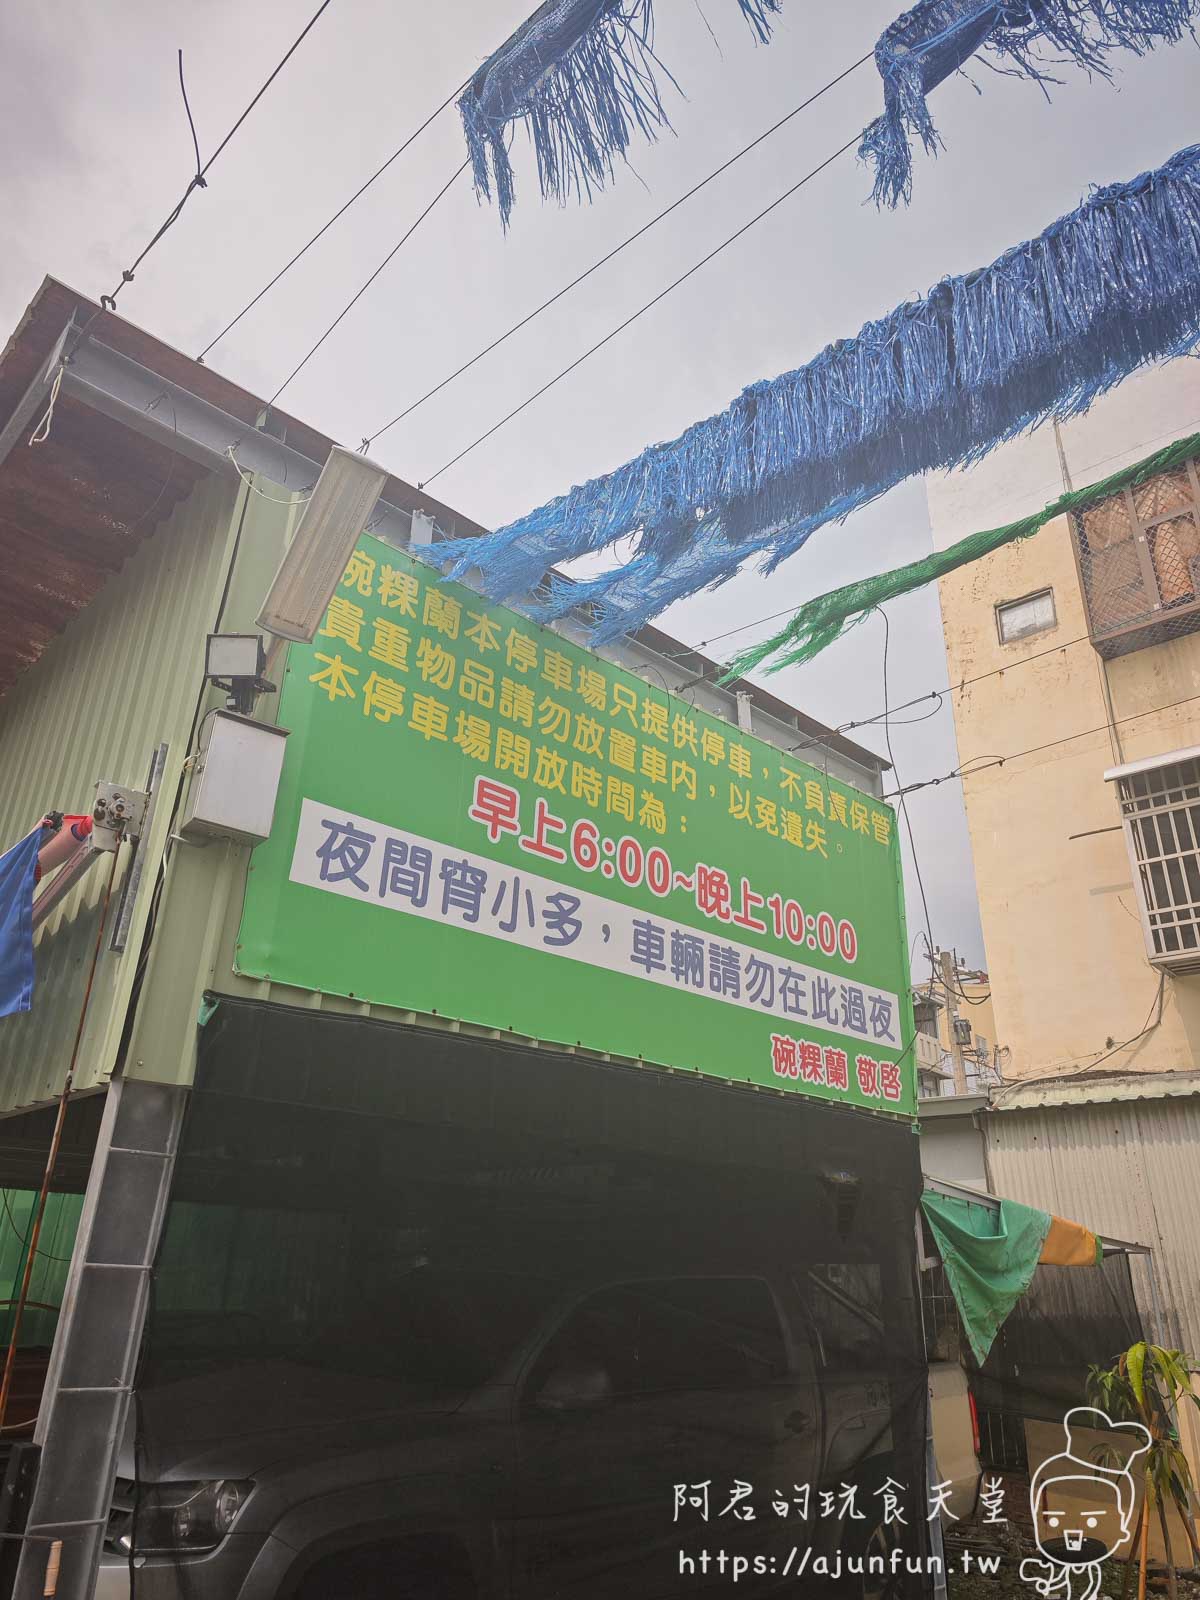 碗粿蘭本停車場只提供停車，不負責保管
貴重物品請勿放置車內，以免遺失。
本停車場開放時間為：
早上6:00~晚上10:00
夜間宵小多，車輛請勿在此過夜
碗粿蘭 敬啓
阿君的玩食天堂
https://ajunfun.tw